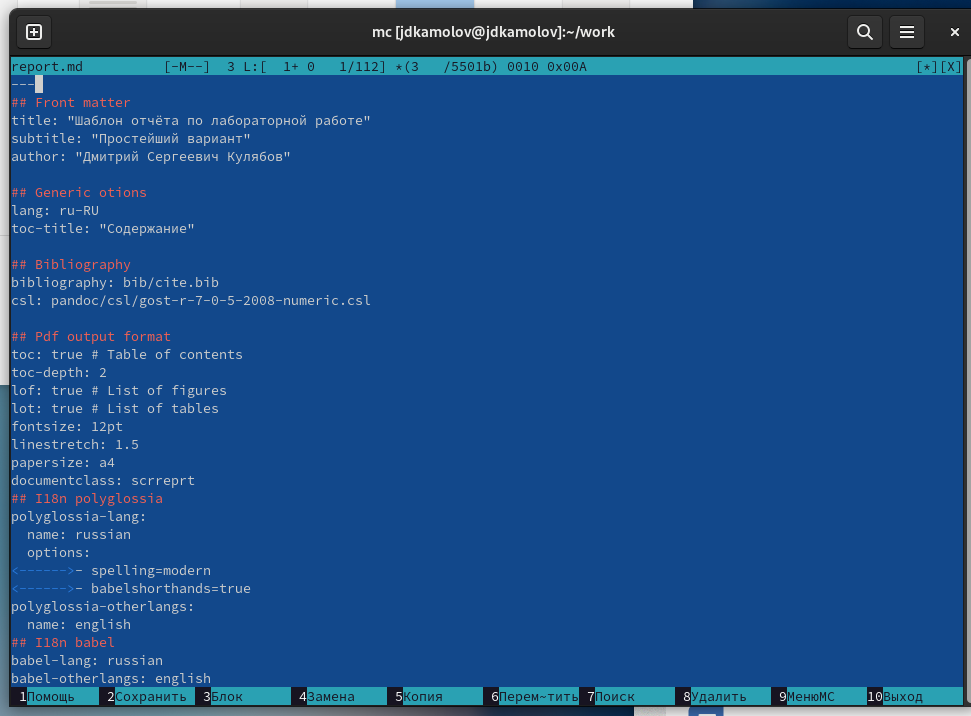 mc [jdkamolov@jdkamolov]:~/work
report.md [-M--] 3 L:[ 1+ 0 1/112] *(3 /5501b) 0010 0x00A [*][X]
---
## Front matter
title: "Шаблон отчёта по лабораторной работе"
subtitle: "Простейший вариант"
author: "Дмитрий Сергеевич Кулябов"
## Generic otions
lang: ru-RU
toc-title: "Содержание"
## Bibliography
bibliography: bib/cite.bib
csl: pandoc/csl/gost-r-7-0-5-2008-numeric.csl
## Pdf output format
toc: true # Table of contents
toc-depth: 2
lof: true # List of figures
lot: true # List of tables
fontsize: 12pt
linestretch: 1.5
papersize: a4
documentclass: scrreprt
## I18n polyglossia
polyglossia-lang:
  name: russian
  options:
<------>- spelling=modern
<------>- babelshorthands=true
polyglossia-otherlangs:
  name: english
## I18n babel
babel-lang: russian
babel-otherlangs: english
1Помощь 2Сохранить 3Блок 4Замена 5Копия 6Перем~тить 7Поиск 8Удалить 9МенюMC 10Выход